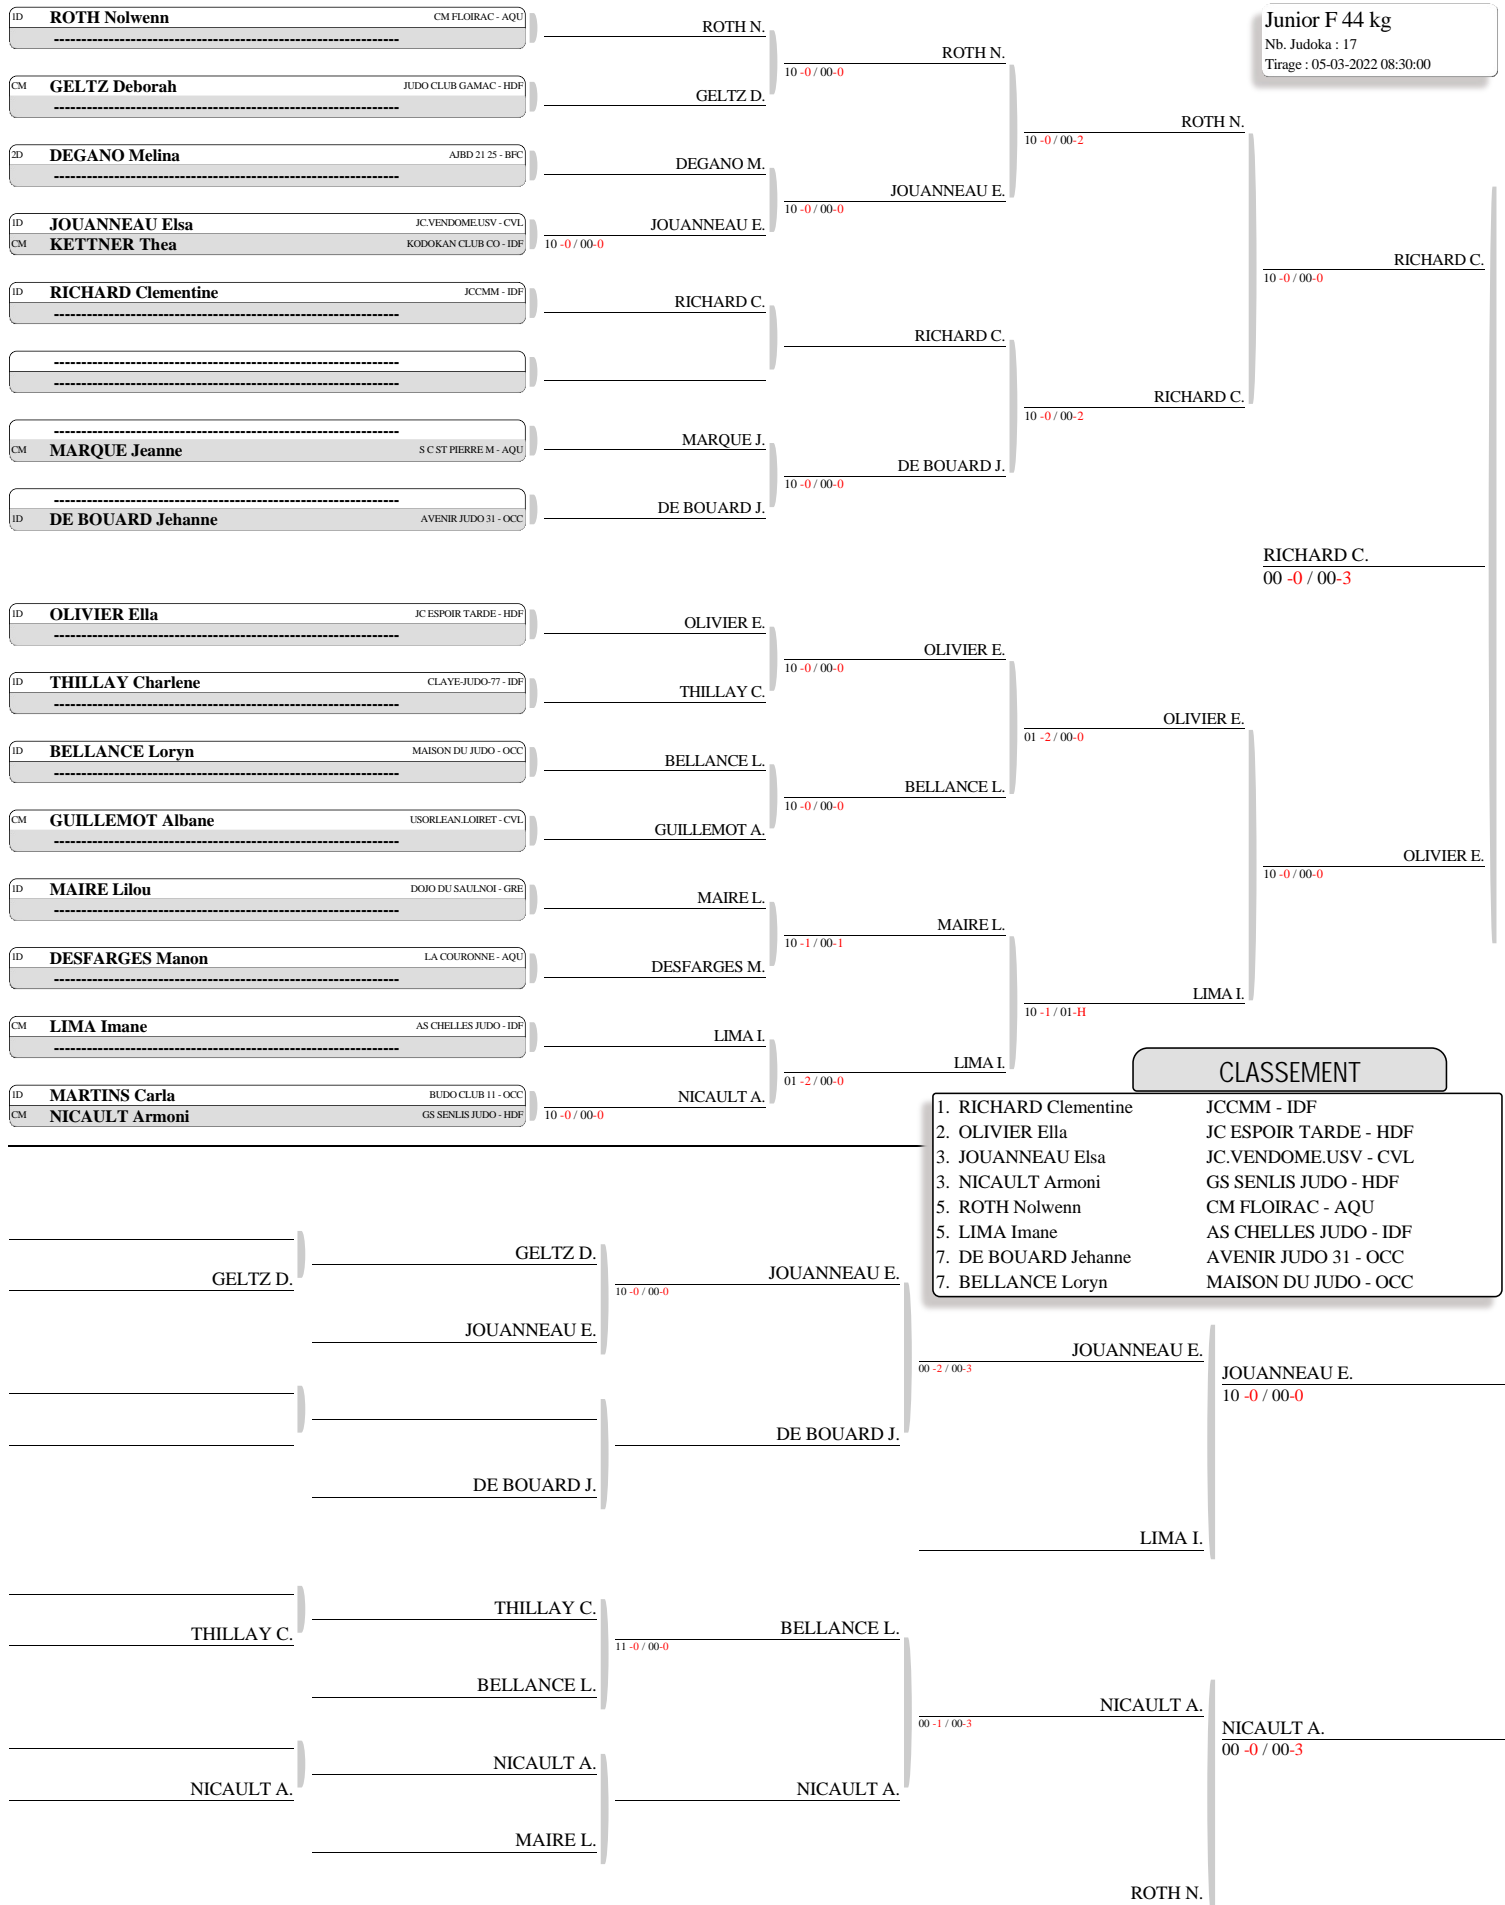 Junior F 44 kg
Nb. Judoka : 17
Tirage : 05-03-2022 08:30:00
1D ROTH Nolwenn CM FLOIRAC - AQU
----------------------------------------------------------------
CM GELTZ Deborah JUDO CLUB GAMAC - HDF
----------------------------------------------------------------
2D DEGANO Melina AJBD 21 25 - BFC
----------------------------------------------------------------
1D JOUANNEAU Elsa JC.VENDOME.USV - CVL
CM KETTNER Thea KODOKAN CLUB CO - IDF
1D RICHARD Clementine JCCMM - IDF
----------------------------------------------------------------
----------------------------------------------------------------
----------------------------------------------------------------
----------------------------------------------------------------
CM MARQUE Jeanne S C ST PIERRE M - AQU
----------------------------------------------------------------
1D DE BOUARD Jehanne AVENIR JUDO 31 - OCC
1D OLIVIER Ella JC ESPOIR TARDE - HDF
----------------------------------------------------------------
1D THILLAY Charlene CLAYE-JUDO-77 - IDF
----------------------------------------------------------------
1D BELLANCE Loryn MAISON DU JUDO - OCC
----------------------------------------------------------------
CM GUILLEMOT Albane USORLEAN.LOIRET - CVL
----------------------------------------------------------------
1D MAIRE Lilou DOJO DU SAULNOI - GRE
----------------------------------------------------------------
1D DESFARGES Manon LA COURONNE - AQU
----------------------------------------------------------------
CM LIMA Imane AS CHELLES JUDO - IDF
----------------------------------------------------------------
1D MARTINS Carla BUDO CLUB 11 - OCC
CM NICAULT Armoni GS SENLIS JUDO - HDF
ROTH N.
GELTZ D.
DEGANO M.
JOUANNEAU E.
10 -0 / 00-0
RICHARD C.
MARQUE J.
DE BOUARD J.
OLIVIER E.
THILLAY C.
BELLANCE L.
GUILLEMOT A.
MAIRE L.
DESFARGES M.
LIMA I.
NICAULT A.
10 -0 / 00-0
ROTH N.
10 -0 / 00-0
JOUANNEAU E.
10 -0 / 00-0
RICHARD C.
DE BOUARD J.
10 -0 / 00-0
OLIVIER E.
10 -0 / 00-0
BELLANCE L.
10 -0 / 00-0
MAIRE L.
10 -1 / 00-1
LIMA I.
01 -2 / 00-0
ROTH N.
10 -0 / 00-2
RICHARD C.
10 -0 / 00-2
OLIVIER E.
01 -2 / 00-0
LIMA I.
10 -1 / 01-H
RICHARD C.
10 -0 / 00-0
OLIVIER E.
10 -0 / 00-0
RICHARD C.
00 -0 / 00-3
CLASSEMENT
1. RICHARD Clementine JCCMM - IDF
2. OLIVIER Ella JC ESPOIR TARDE - HDF
3. JOUANNEAU Elsa JC.VENDOME.USV - CVL
3. NICAULT Armoni GS SENLIS JUDO - HDF
5. ROTH Nolwenn CM FLOIRAC - AQU
5. LIMA Imane AS CHELLES JUDO - IDF
7. DE BOUARD Jehanne AVENIR JUDO 31 - OCC
7. BELLANCE Loryn MAISON DU JUDO - OCC
GELTZ D.
THILLAY C.
NICAULT A.
GELTZ D.
JOUANNEAU E.
DE BOUARD J.
THILLAY C.
BELLANCE L.
NICAULT A.
MAIRE L.
JOUANNEAU E.
10 -0 / 00-0
DE BOUARD J.
BELLANCE L.
11 -0 / 00-0
NICAULT A.
JOUANNEAU E.
00 -2 / 00-3
LIMA I.
NICAULT A.
00 -1 / 00-3
ROTH N.
JOUANNEAU E.
10 -0 / 00-0
NICAULT A.
00 -0 / 00-3